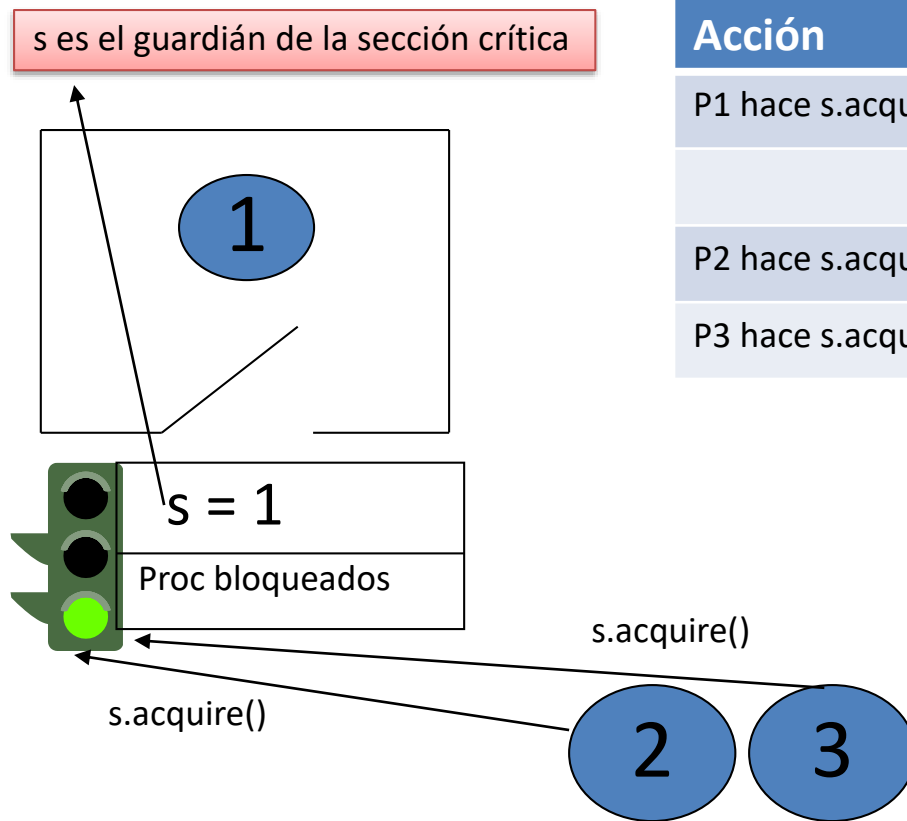 s es el guardián de la sección crítica
Acción
P1 hace s.acqu
P2 hace s.acqu
P3 hace s.acqu
1
s = 1
Proc bloqueados
s.acquire()
s.acquire()
2
3